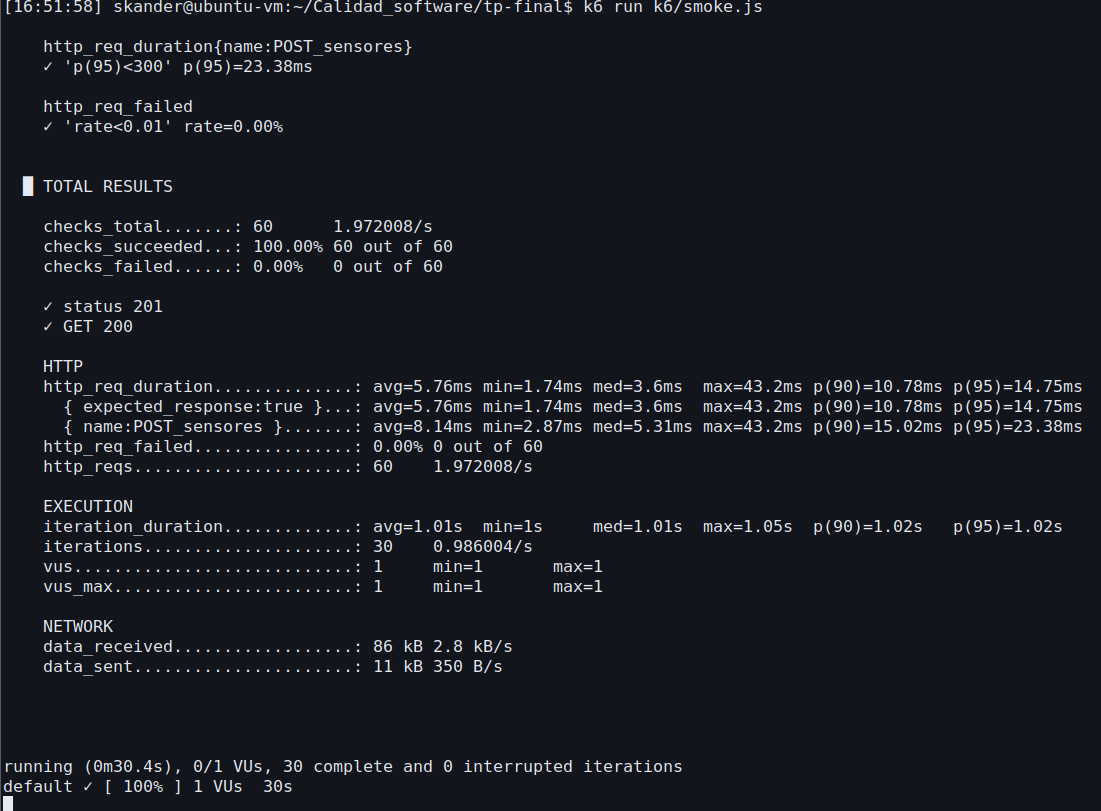 [16:51:58] skander@ubuntu-vm:~/Calidad_software/tp-final$ k6 run k6/smoke.js
http_req_duration{name:POST_sensores}
✓ 'p(95)<300' p(95)=23.38ms
http_req_failed
✓ 'rate<0.01' rate=0.00%
█ TOTAL RESULTS
checks_total.......: 60      1.972008/s
checks_succeeded...: 100.00% 60 out of 60
checks_failed......: 0.00%   0 out of 60
✓ status 201
✓ GET 200
HTTP
http_req_duration..............: avg=5.76ms min=1.74ms med=3.6ms  max=43.2ms p(90)=10.78ms p(95)=14.75ms
{ expected_response:true }...: avg=5.76ms min=1.74ms med=3.6ms  max=43.2ms p(90)=10.78ms p(95)=14.75ms
{ name:POST_sensores }.......: avg=8.14ms min=2.87ms med=5.31ms max=43.2ms p(90)=15.02ms p(95)=23.38ms
http_req_failed................: 0.00% 0 out of 60
http_reqs......................: 60    1.972008/s
EXECUTION
iteration_duration.............: avg=1.01s  min=1s     med=1.01s  max=1.05s  p(90)=1.02s   p(95)=1.02s
iterations.....................: 30    0.986004/s
vus............................: 1     min=1       max=1
vus_max........................: 1     min=1       max=1
NETWORK
data_received..................: 86 kB 2.8 kB/s
data_sent......................: 11 kB 350 B/s
running (0m30.4s), 0/1 VUs, 30 complete and 0 interrupted iterations
default ✓ [ 100% ] 1 VUs  30s